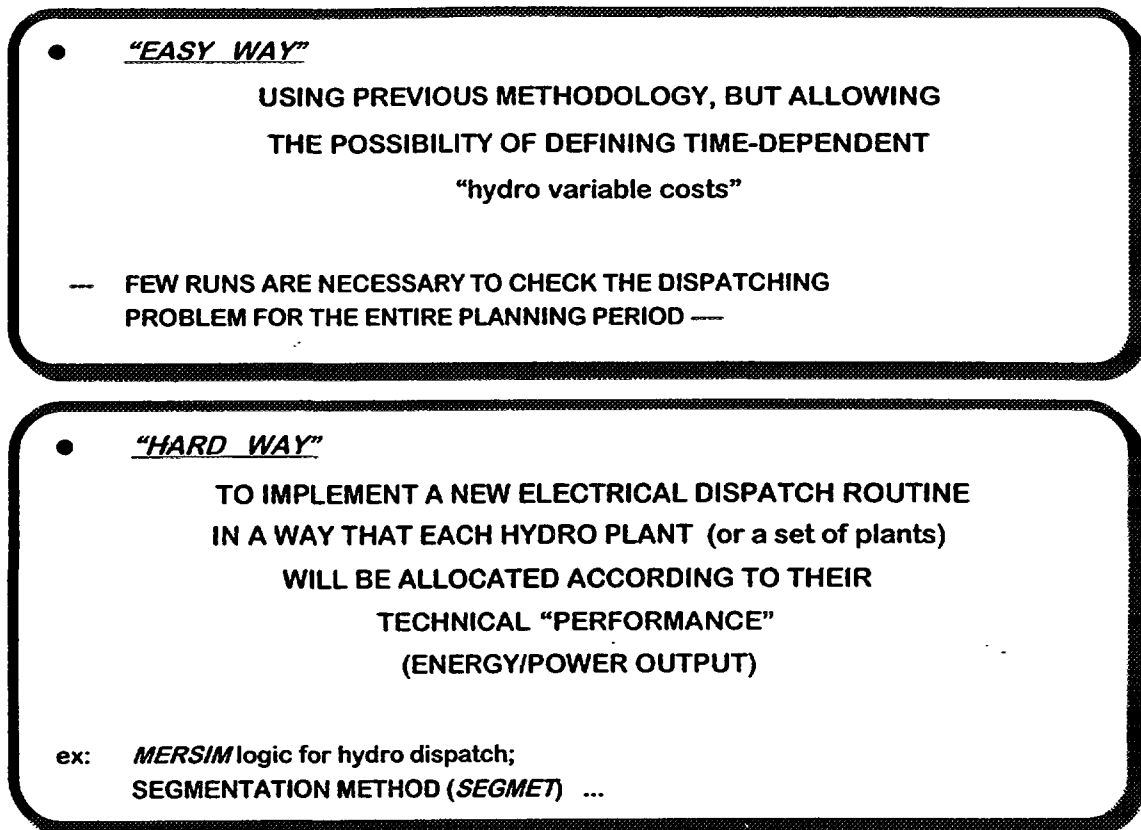 ● "EASY WAY"
USING PREVIOUS METHODOLOGY, BUT ALLOWING
THE POSSIBILITY OF DEFINING TIME-DEPENDENT
"hydro variable costs"
— FEW RUNS ARE NECESSARY TO CHECK THE DISPATCHING
PROBLEM FOR THE ENTIRE PLANNING PERIOD —
● "HARD WAY"
TO IMPLEMENT A NEW ELECTRICAL DISPATCH ROUTINE
IN A WAY THAT EACH HYDRO PLANT (or a set of plants)
WILL BE ALLOCATED ACCORDING TO THEIR
TECHNICAL "PERFORMANCE"
(ENERGY/POWER OUTPUT)
ex: MERSIM logic for hydro dispatch;
SEGMENTATION METHOD (SEGMET) ...